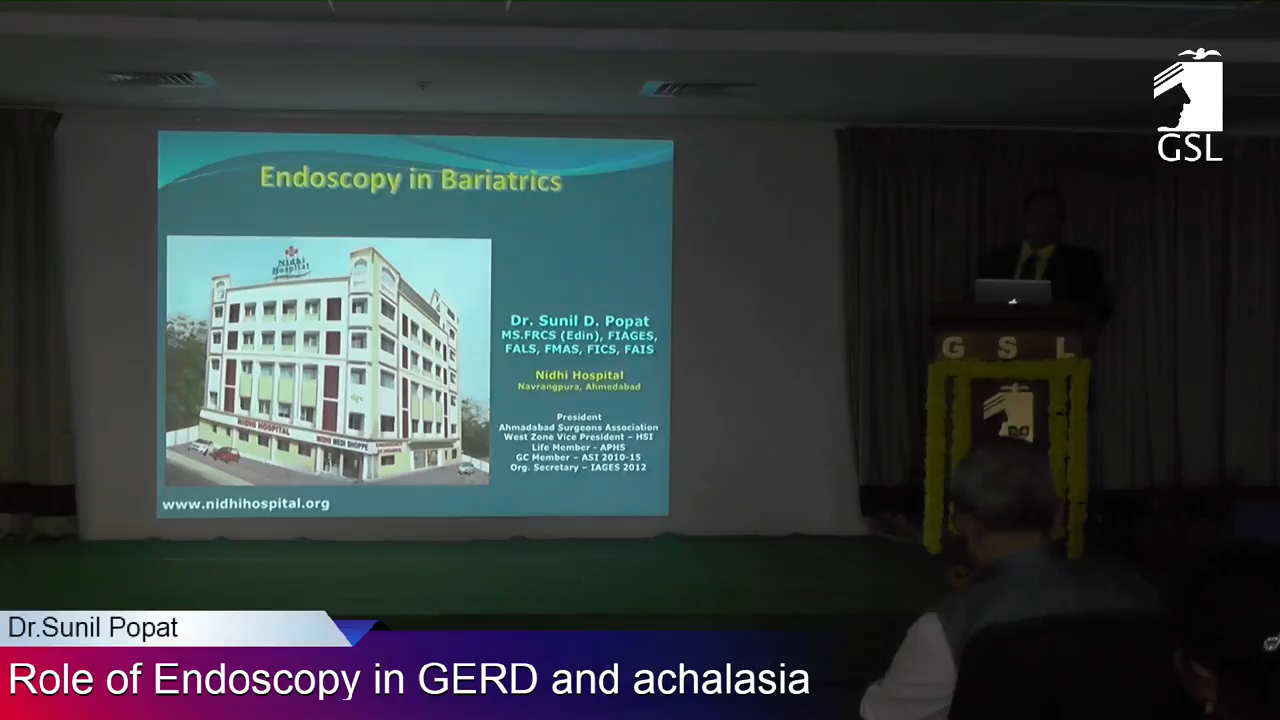 GSL
Endoscopy in Bariatrics
Nidhi
Hospital
NIDHI HOSPITAL
NIDHI MEDI SHOPPE
Dr. Sunil D. Popat
MS.FRCS (Edin), FIAGES,
FALS, FMAS, FICS, FAIS
Nidhi Hospital
Navrangpura, Ahmedabad
President
Ahmadabad Surgeons Association
West Zone Vice President – HSI
Life Member - APHS
GC Member – ASI 2010-15
Org. Secretary – IAGES 2012
www.nidhihospital.org
G S L
Dr.Sunil Popat
Role of Endoscopy in GERD and achalasia